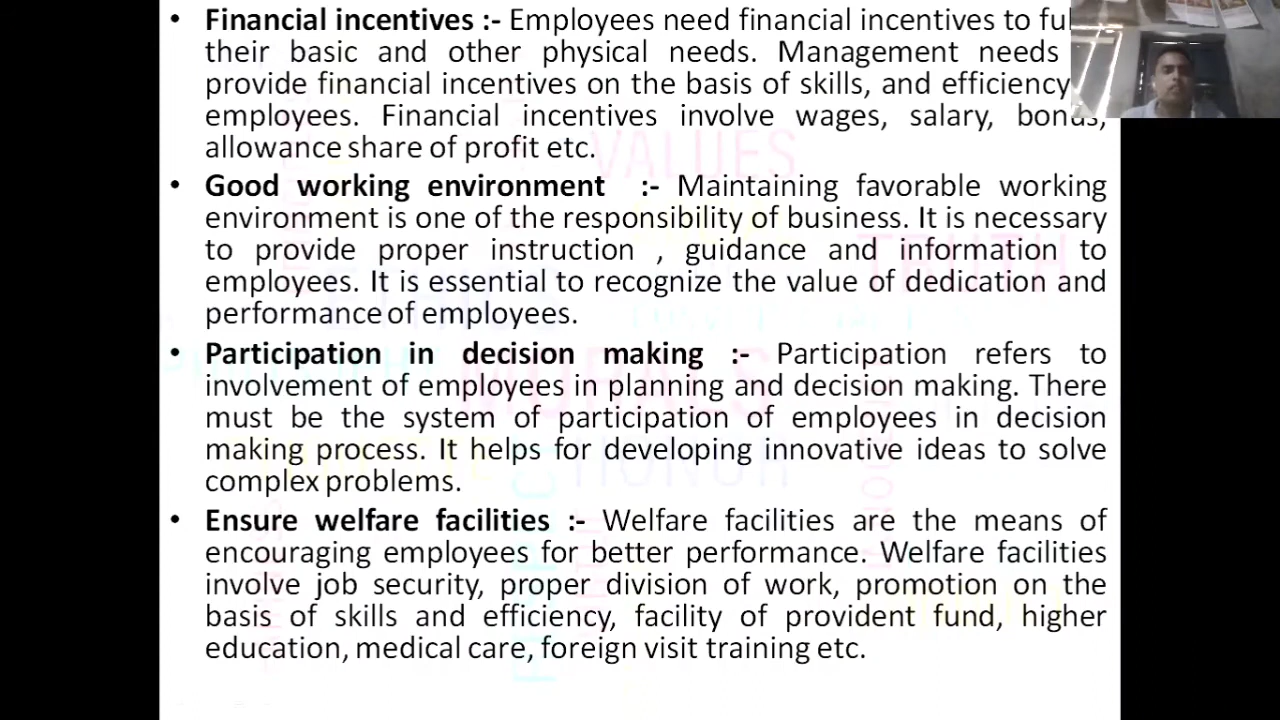 • Financial incentives :- Employees need financial incentives to
their basic and other physical needs. Management needs
provide financial incentives on the basis of skills, and efficiency
employees. Financial incentives involve wages, salary, bonus,
allowance share of profit etc.
• Good working environment :- Maintaining favorable working
environment is one of the responsibility of business. It is necessary
to provide proper instruction , guidance and information to
employees. It is essential to recognize the value of dedication and
performance of employees.
• Participation in decision making :- Participation refers to
involvement of employees in planning and decision making. There
must be the system of participation of employees in decision
making process. It helps for developing innovative ideas to solve
complex problems.
• Ensure welfare facilities :- Welfare facilities are the means of
encouraging employees for better performance. Welfare facilities
involve job security, proper division of work, promotion on the
basis of skills and efficiency, facility of provident fund, higher
education, medical care, foreign visit training etc.
VALUES
TRUTH
ETHICS
MORALS
HONOR